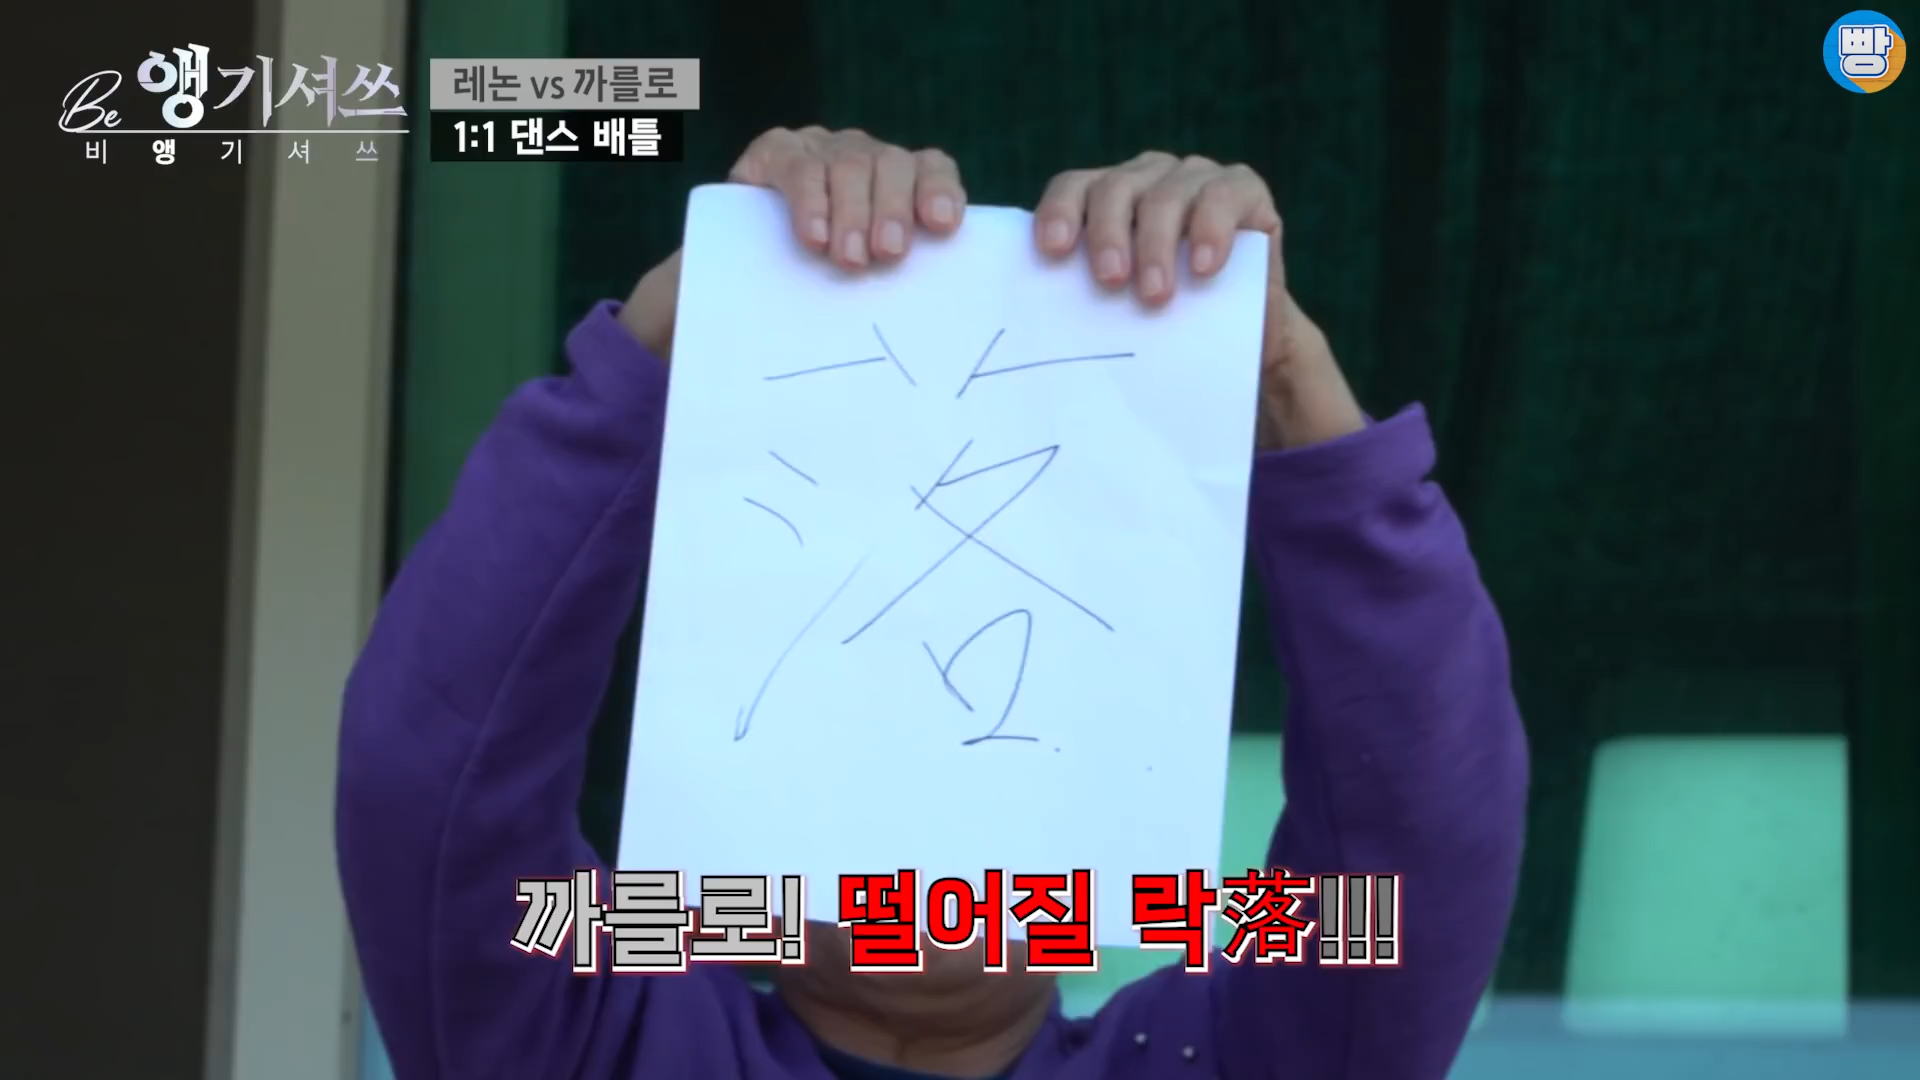 Be 앵기셔쓰
비 앵 기 셔 쓰
레논 vs 까를로
1:1 댄스 배틀
빵
落
까를로! 떨어질 락落!!!